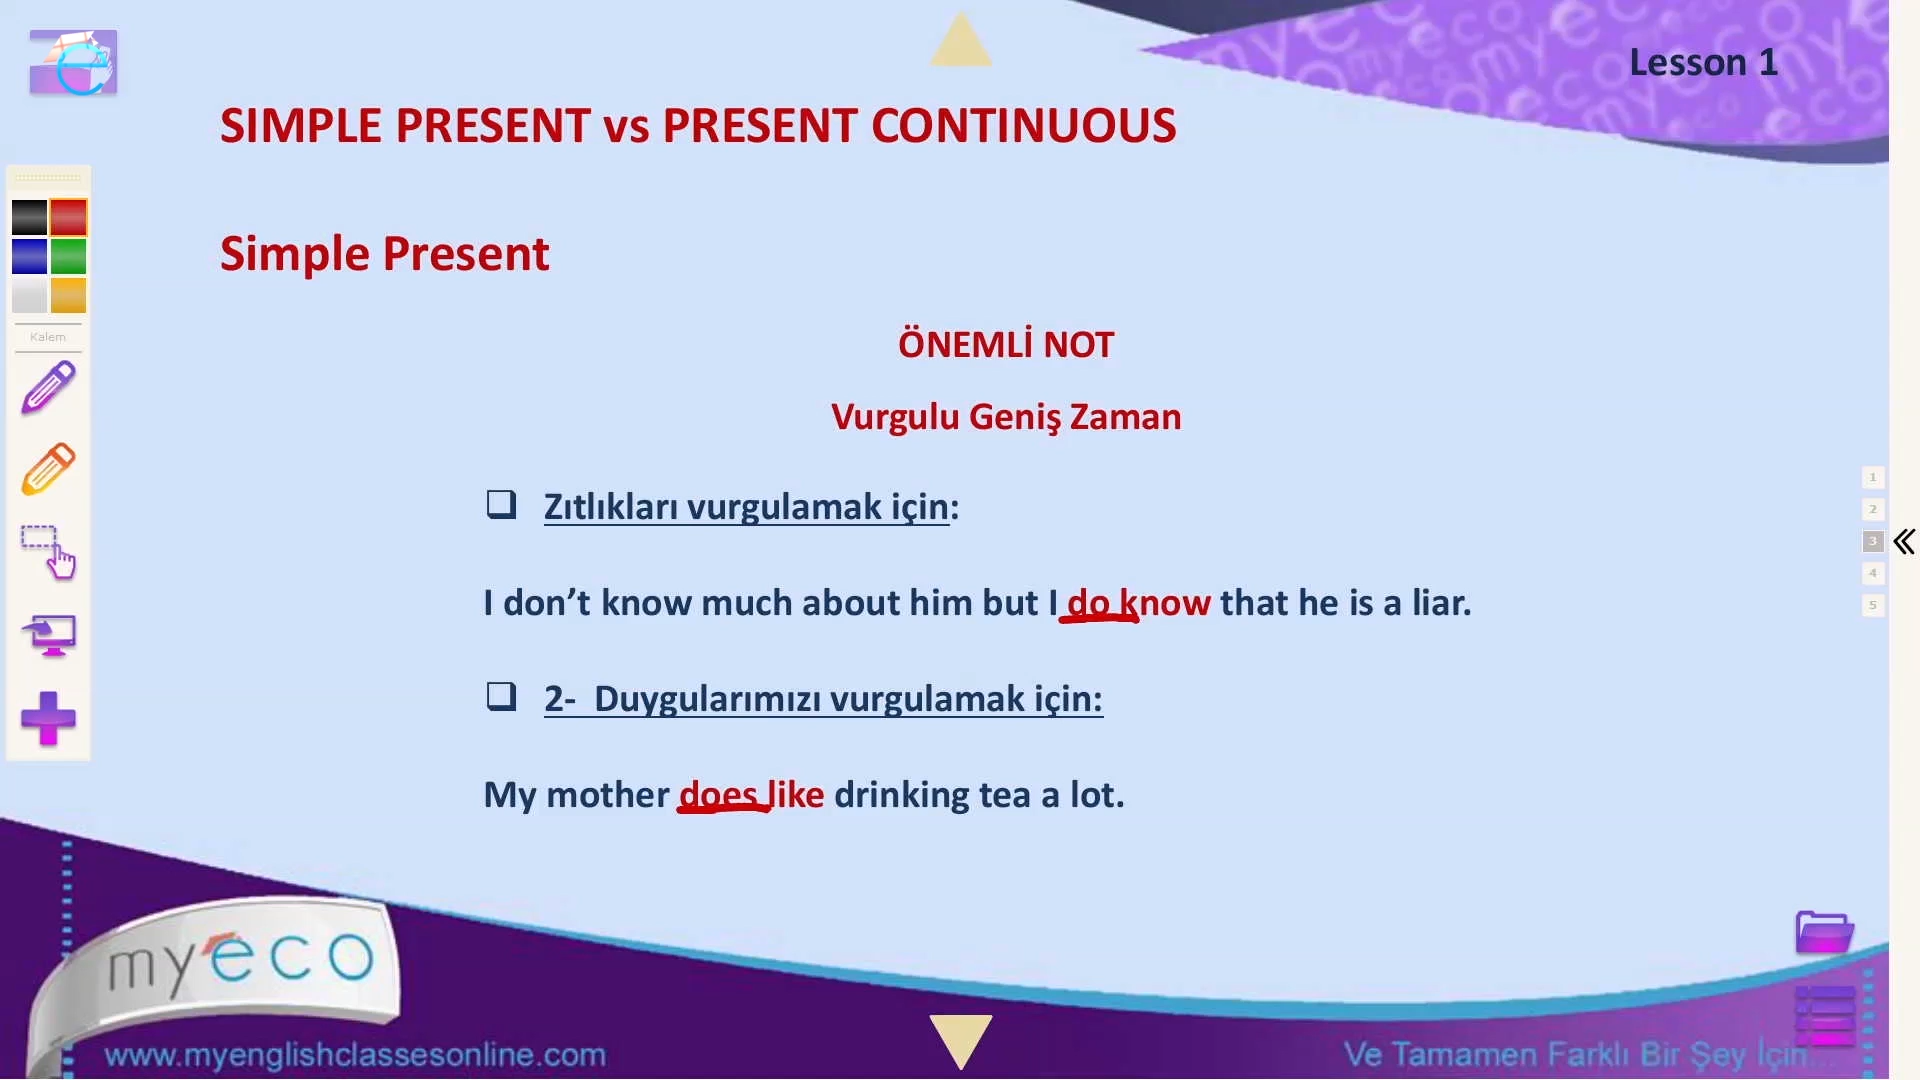 Lesson 1
SIMPLE PRESENT vs PRESENT CONTINUOUS
Simple Present
Kalem
ÖNEMLİ NOT
Vurgulu Geniş Zaman
Zıtlıkları vurgulamak için:
I don’t know much about him but I do know that he is a liar.
2- Duygularımızı vurgulamak için:
My mother does like drinking tea a lot.
1
2
3
4
5
myeco
www.myenglishclassesonline.com
Ve Tamamen Farklı Bir Şey İçin...